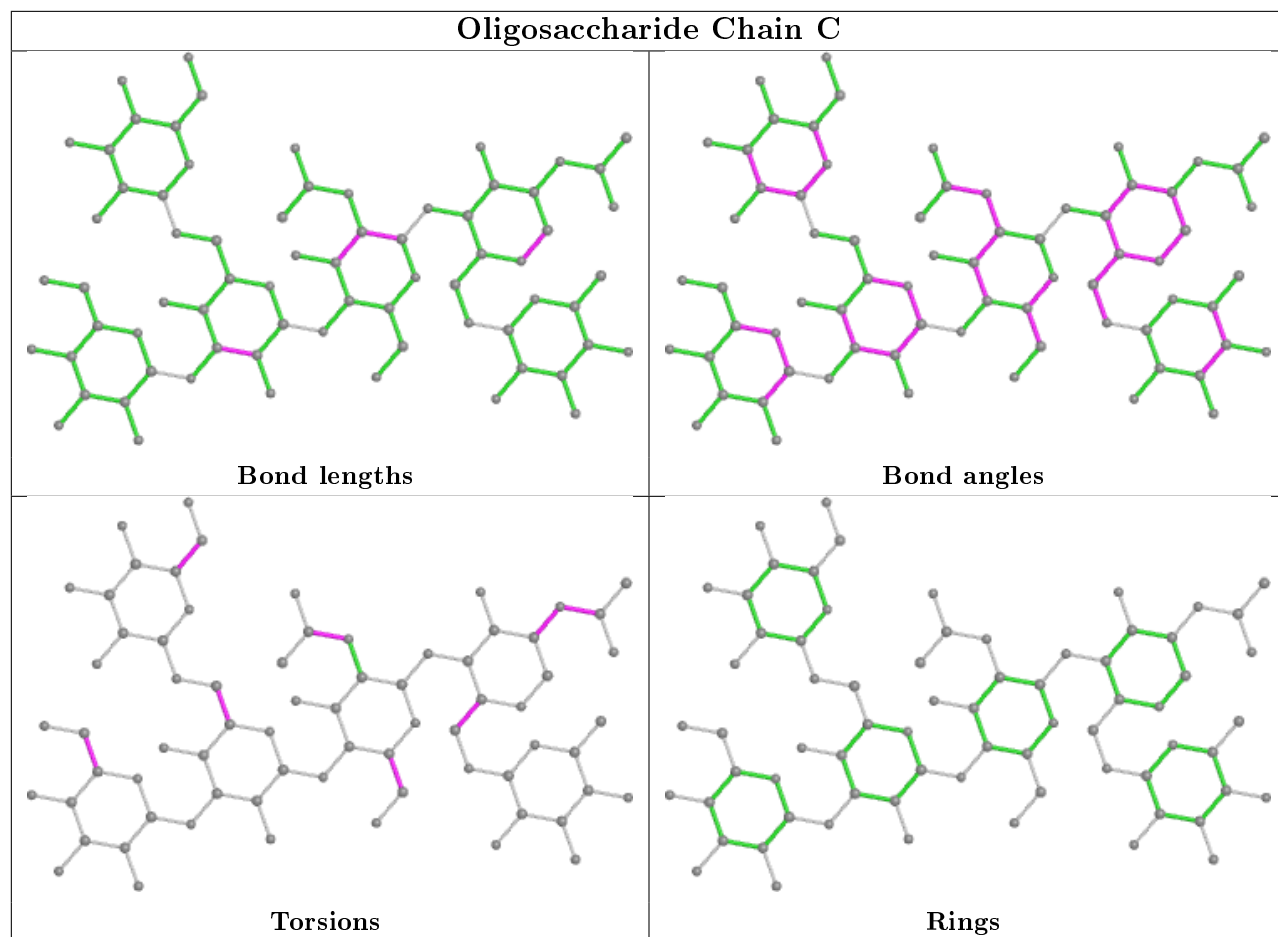 Oligosaccharide Chain C
Bond lengths
Bond angles
Torsions
Rings